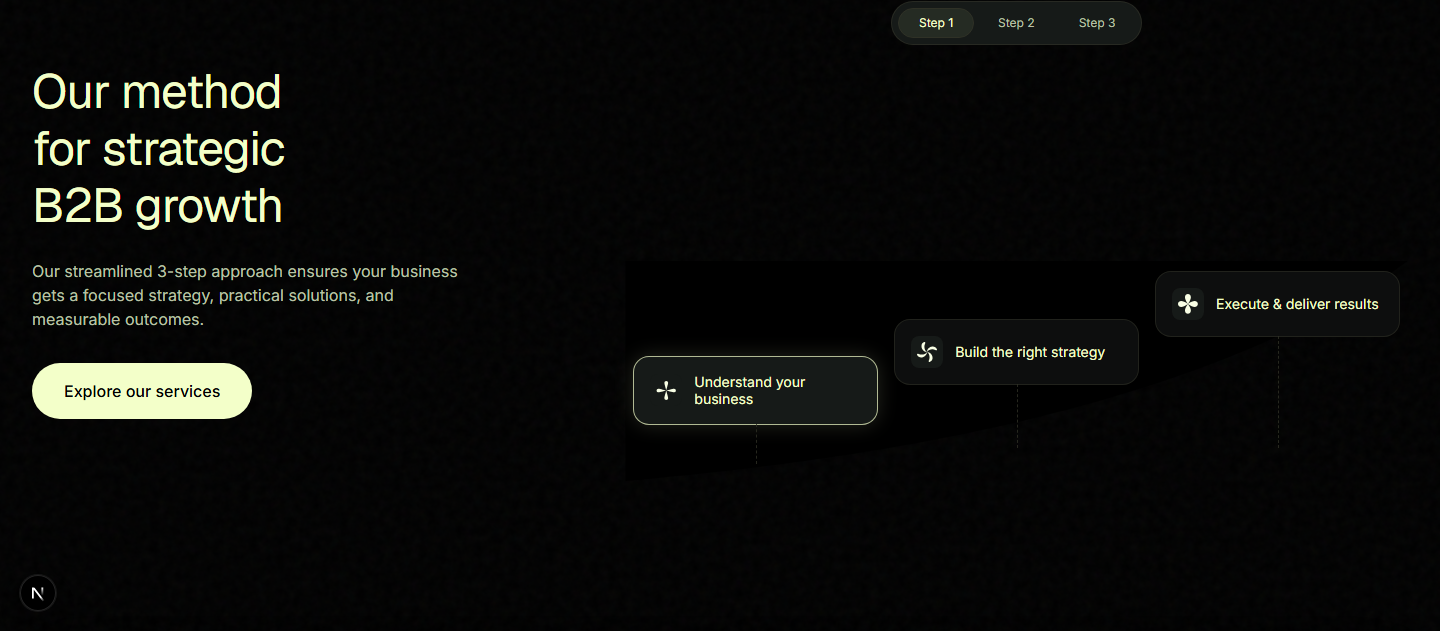 Step 1
Step 2
Step 3
Our method
for strategic
B2B growth
Our streamlined 3-step approach ensures your business
gets a focused strategy, practical solutions, and
measurable outcomes.
Explore our services
Understand your
business
Build the right strategy
Execute & deliver results
N